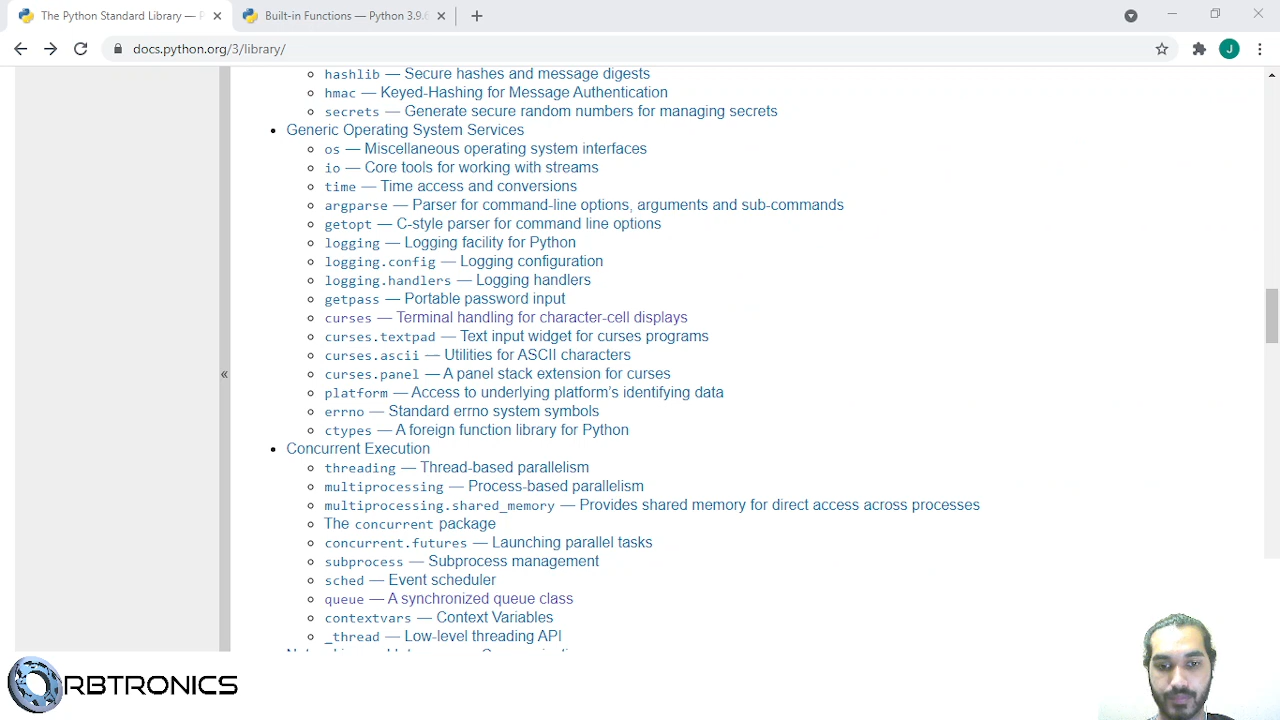 The Python Standard Library — P
Built-in Functions — Python 3.9.6
docs.python.org/3/library/
J
hashlib — Secure hashes and message digests
hmac — Keyed-Hashing for Message Authentication
secrets — Generate secure random numbers for managing secrets
Generic Operating System Services
os — Miscellaneous operating system interfaces
io — Core tools for working with streams
time — Time access and conversions
argparse — Parser for command-line options, arguments and sub-commands
getopt — C-style parser for command line options
logging — Logging facility for Python
logging.config — Logging configuration
logging.handlers — Logging handlers
getpass — Portable password input
curses — Terminal handling for character-cell displays
curses.textpad — Text input widget for curses programs
curses.ascii — Utilities for ASCII characters
curses.panel — A panel stack extension for curses
platform — Access to underlying platform’s identifying data
errno — Standard errno system symbols
ctypes — A foreign function library for Python
«
Concurrent Execution
threading — Thread-based parallelism
multiprocessing — Process-based parallelism
multiprocessing.shared_memory — Provides shared memory for direct access across processes
The concurrent package
concurrent.futures — Launching parallel tasks
subprocess — Subprocess management
sched — Event scheduler
queue — A synchronized queue class
contextvars — Context Variables
_thread — Low-level threading API
ORBTRONICS